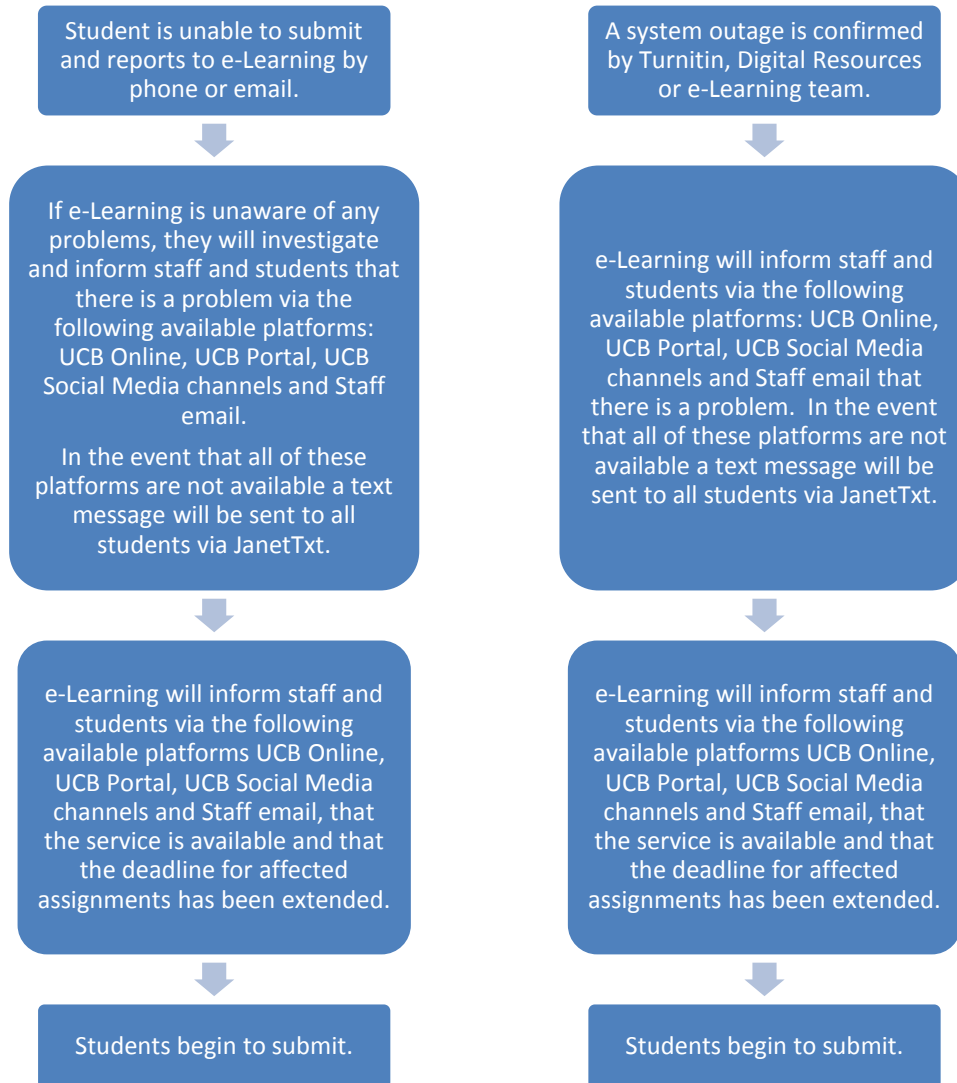 Student is unable to submit
and reports to e-Learning by
phone or email.
If e-Learning is unaware of any
problems, they will investigate
and inform staff and students that
there is a problem via the
following available platforms:
UCB Online, UCB Portal, UCB
Social Media channels and Staff
email.
In the event that all of these
platforms are not available a text
message will be sent to all
students via JanetTxt.
e-Learning will inform staff and
students via the following
available platforms UCB Online,
UCB Portal, UCB Social Media
channels and Staff email, that
the service is available and that
the deadline for affected
assignments has been extended.
Students begin to submit.
A system outage is confirmed
by Turnitin, Digital Resources
or e-Learning team.
e-Learning will inform staff and
students via the following
available platforms: UCB Online,
UCB Portal, UCB Social Media
channels and Staff email that
there is a problem.  In the event
that all of these platforms are not
available a text message will be
sent to all students via JanetTxt.
e-Learning will inform staff and
students via the following
available platforms UCB Online,
UCB Portal, UCB Social Media
channels and Staff email, that
the service is available and that
the deadline for affected
assignments has been extended.
Students begin to submit.